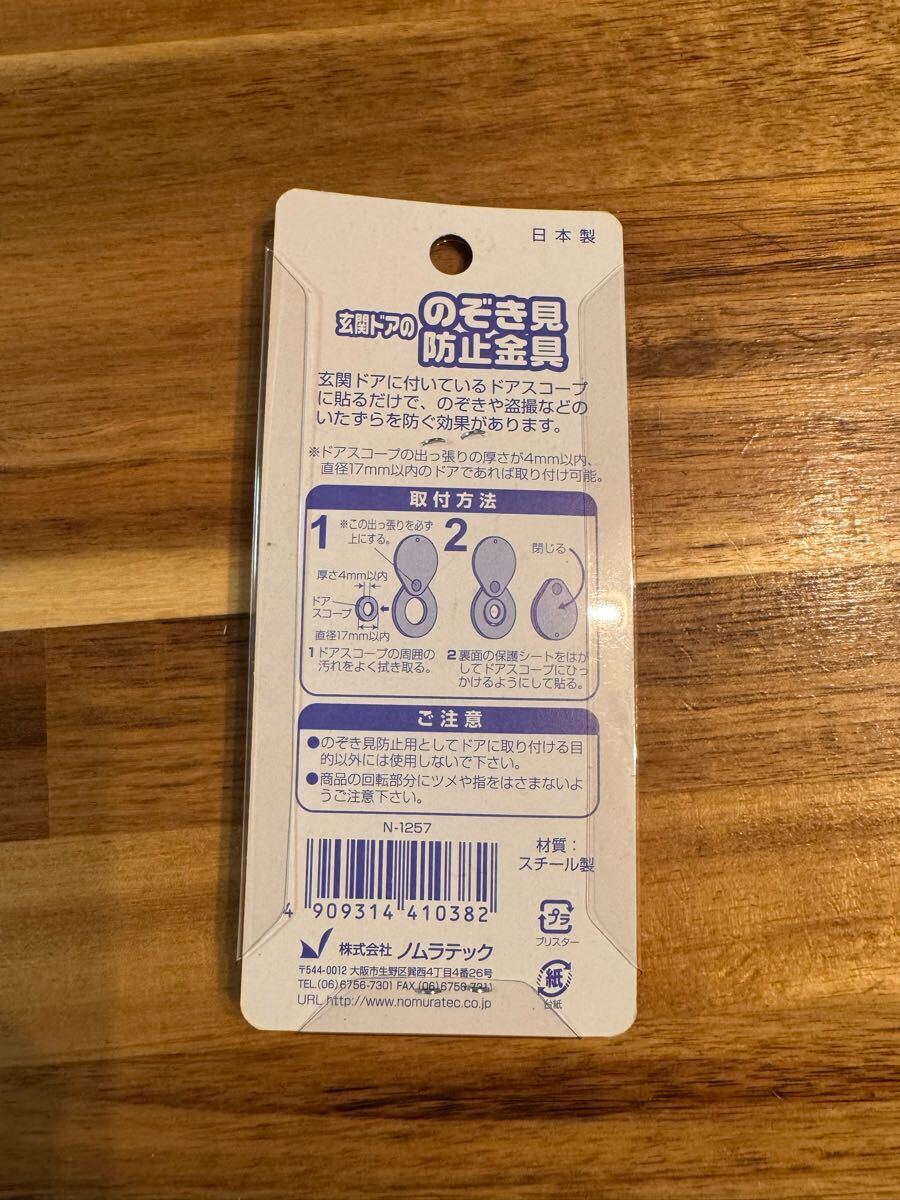 日本製
玄関ドアの のぞき見
防止金具
玄関ドアに付いているドアスコープ
に貼るだけで、のぞきや盗撮などの
いたずらを防ぐ効果があります。
※ドアスコープの出っ張りの厚さが4mm以内、
直径17mm以内のドアであれば取り付け可能。
取付方法
1
※この出っ張りを必ず
上にする。
厚さ4mm以内
ドア
スコープ
直径17mm以内
1 ドアスコープの周囲の
汚れをよく拭き取る。
2
閉じる
2 裏面の保護シートをはが
してドアスコープにひっ
かけるようにして貼る。
ご注意
●のぞき見防止用としてドアに取り付ける目
的以外には使用しないで下さい。
●商品の回転部分にツメや指をはさまないよ
うご注意下さい。
N-1257
4 909314 410382
材質：
スチール製
プラ
ブリスター
紙
台紙
株式会社 ノムラテック
〒544-0012 大阪市生野区巽西4丁目4番26号
TEL.(06)6756-7301 FAX.(06)6756-7311
URL http://www.nomuratec.co.jp